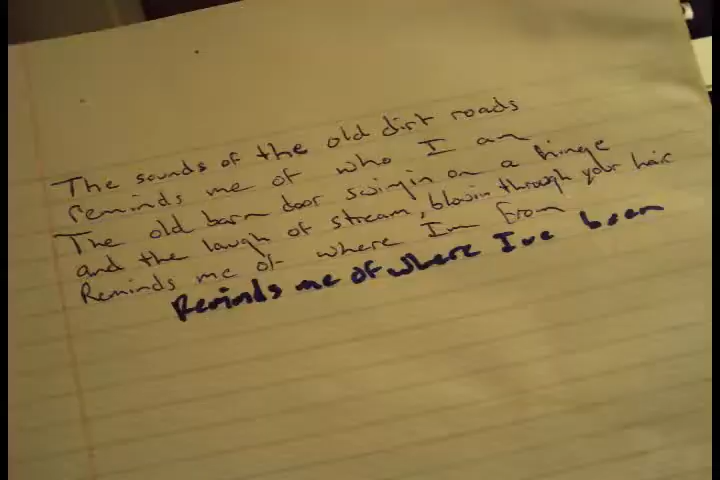 The sounds of the old dirt roads
reminds me of who I am
The old barn door swingin on a hinge
and the laugh of stream, blowin through your hair
Reminds me of where Im from
Reminds me of where I've been